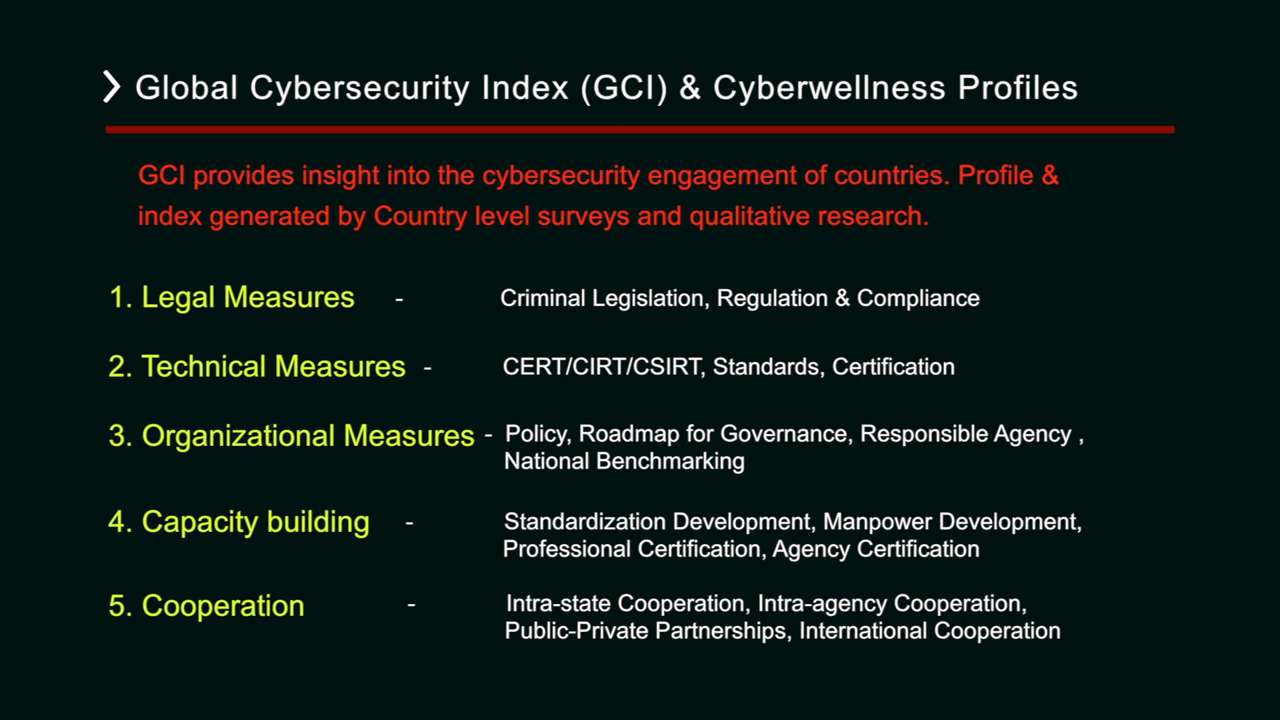 Global Cybersecurity Index (GCI) & Cyberwellness Profiles
GCI provides insight into the cybersecurity engagement of countries. Profile &
index generated by Country level surveys and qualitative research.
1. Legal Measures - Criminal Legislation, Regulation & Compliance
2. Technical Measures - CERT/CIRT/CSIRT, Standards, Certification
3. Organizational Measures - Policy, Roadmap for Governance, Responsible Agency ,
National Benchmarking
4. Capacity building - Standardization Development, Manpower Development,
Professional Certification, Agency Certification
5. Cooperation - Intra-state Cooperation, Intra-agency Cooperation,
Public-Private Partnerships, International Cooperation